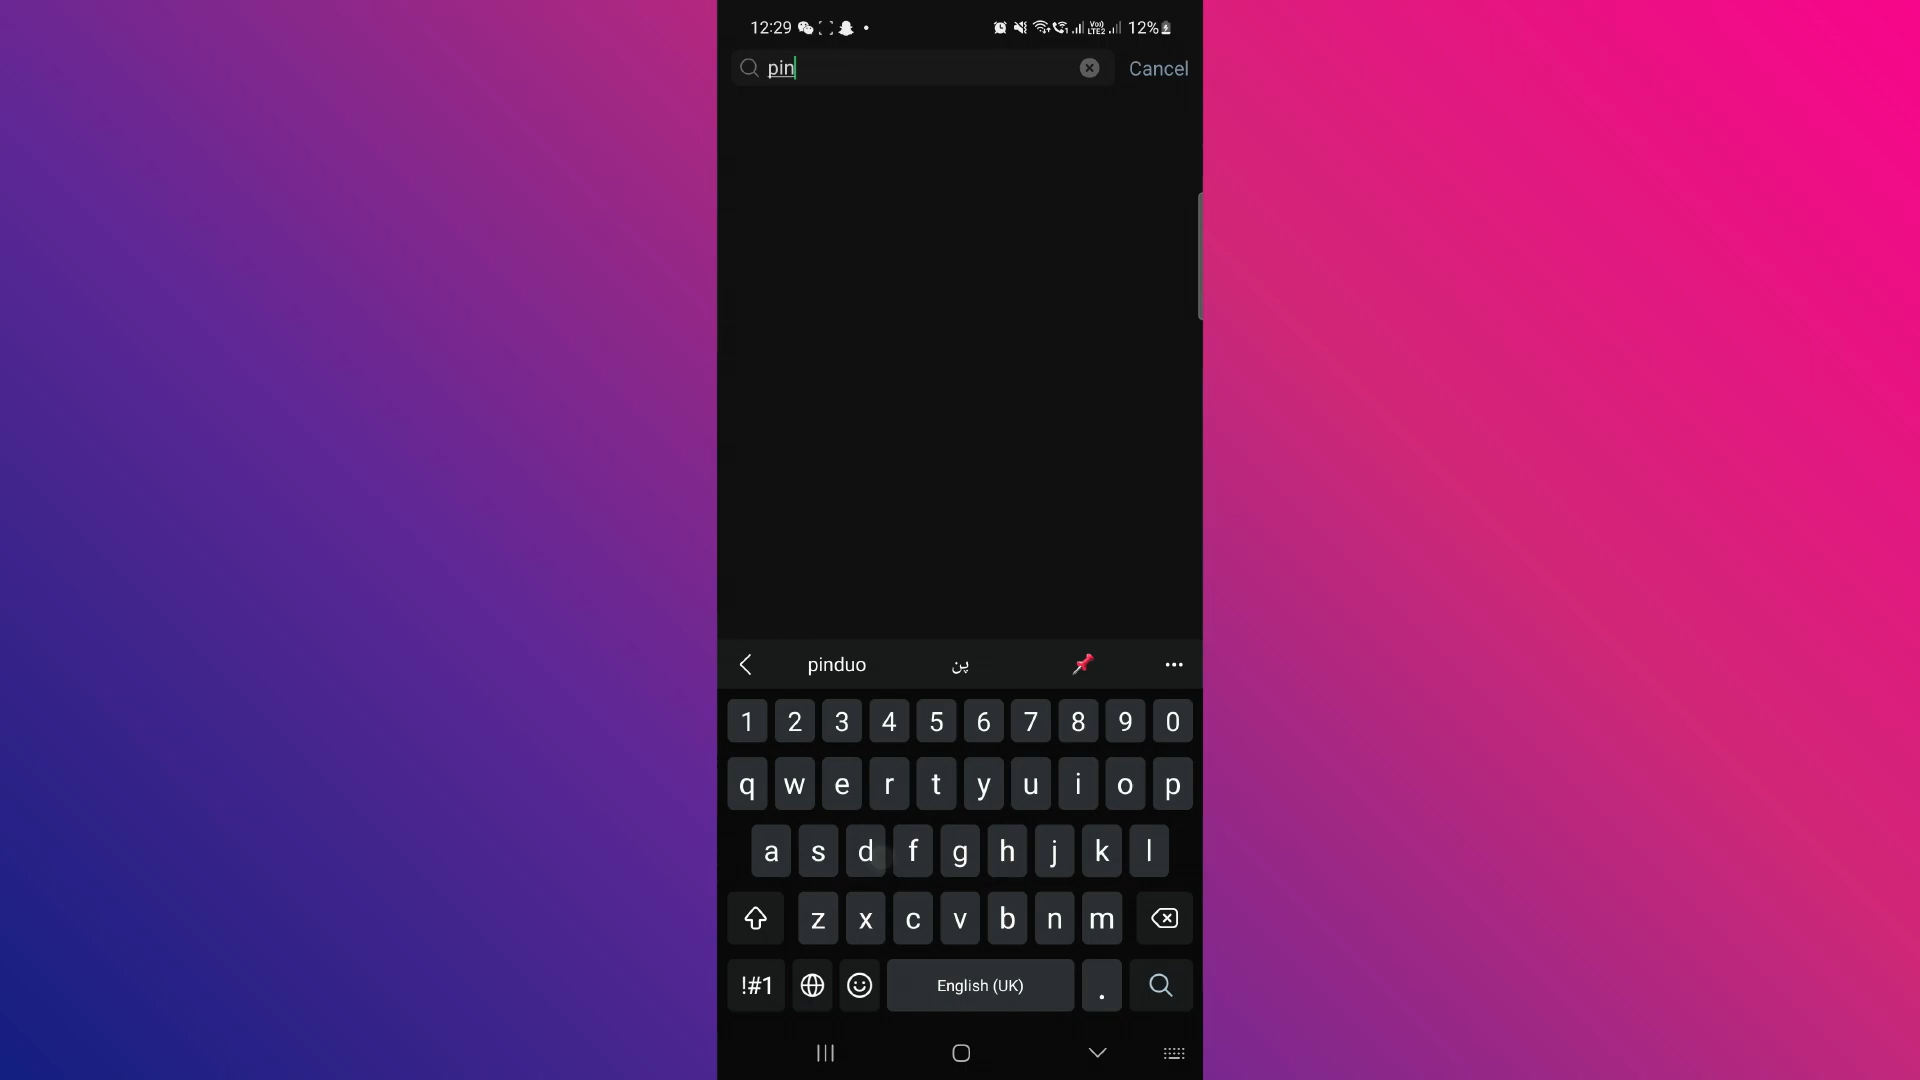 12:29 12%
pin Cancel
pinduo پن
1 2 3 4 5 6 7 8 9 0
q w e r t y u i o p
a s d f g h j k l
z x c v b n m
!#1 English (UK) .